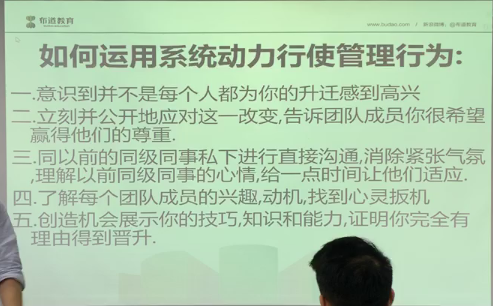 布道教育
www.budao.com / 新浪微博: @布道教育
如何运用系统动力行使管理行为:
一.意识到并不是每个人都为你的升迁感到高兴
二.立刻并公开地应对这一改变,告诉团队成员你很希望
赢得他们的尊重.
三.同以前的同级同事私下进行直接沟通,消除紧张气氛
,理解以前同级同事的心情,给一点时间让他们适应.
四.了解每个团队成员的兴趣,动机,找到心灵扳机
五.创造机会展示你的技巧,知识和能力,证明你完全有
理由得到晋升.